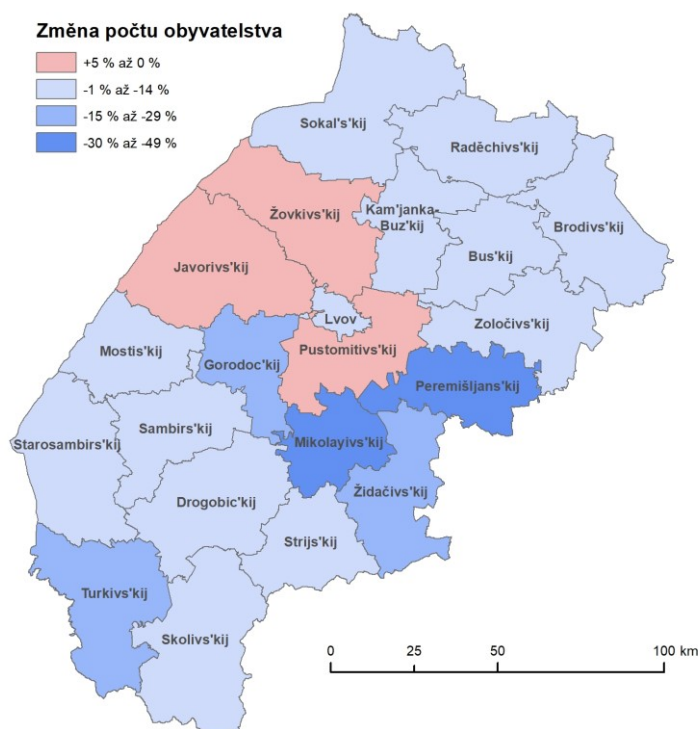 Změna počtu obyvatelstva
+5 % až 0 %
-1 % až -14 %
-15 % až -29 %
-30 % až -49 %
Sokal's'kij
Raděchivs'kij
Žovkivs'kij
Kam'janka-
Buz'kij
Brodivs'kij
Bus'kij
Javorivs'kij
Lvov
Zoločivs'kij
Mostis'kij
Pustomitivs'kij
Gorodoc'kij
Peremišljans'kij
Sambirs'kij
Starosambirs'kij
Mikolayivs'kij
Židačivs'kij
Drogobic'kij
Strijs'kij
Turkivs'kij
Skolivs'kij
0 25 50 100 km